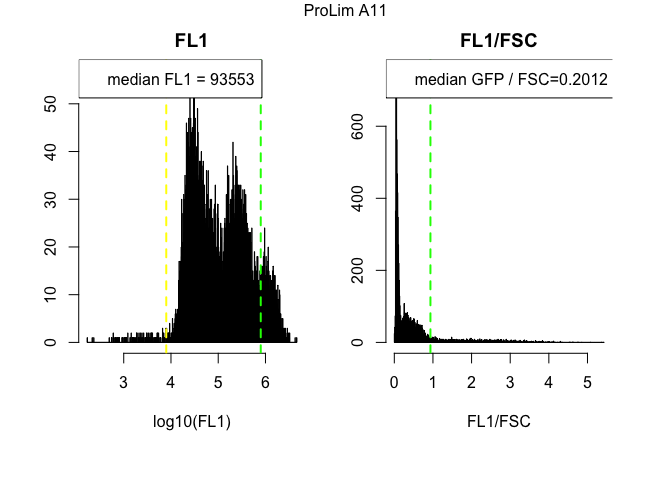 ProLim A11
FL1
median FL1 = 93553
50
40
30
20
10
0
3 4 5 6
log10(FL1)
FL1/FSC
median GFP / FSC=0.2012
600
400
200
0
0 1 2 3 4 5
FL1/FSC